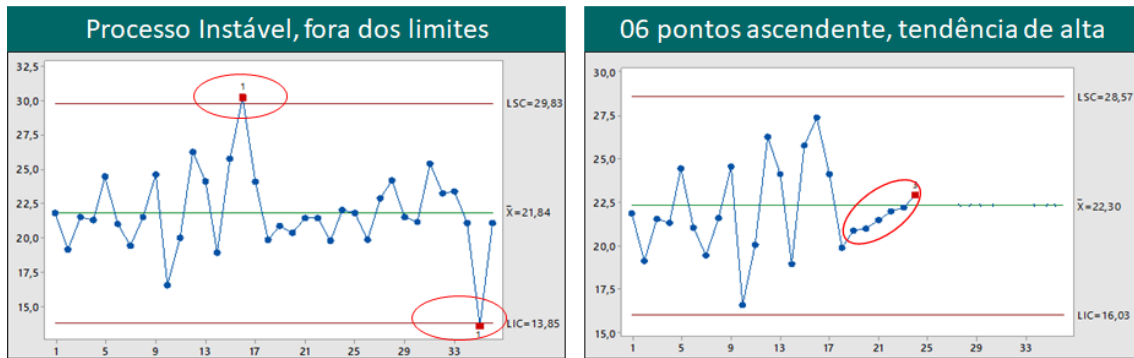 Processo Instável, fora dos limites
32,5
30,0
27,5
25,0
22,5
20,0
17,5
15,0
1
1
LSC=29,83
X̄=21,84
LIC=13,85
1 5 9 13 17 21 25 29 33
06 pontos ascendente, tendência de alta
30,0
27,5
25,0
22,5
20,0
17,5
15,0
3
LSC=28,57
X̄=22,30
LIC=16,03
1 5 9 13 17 21 25 29 33